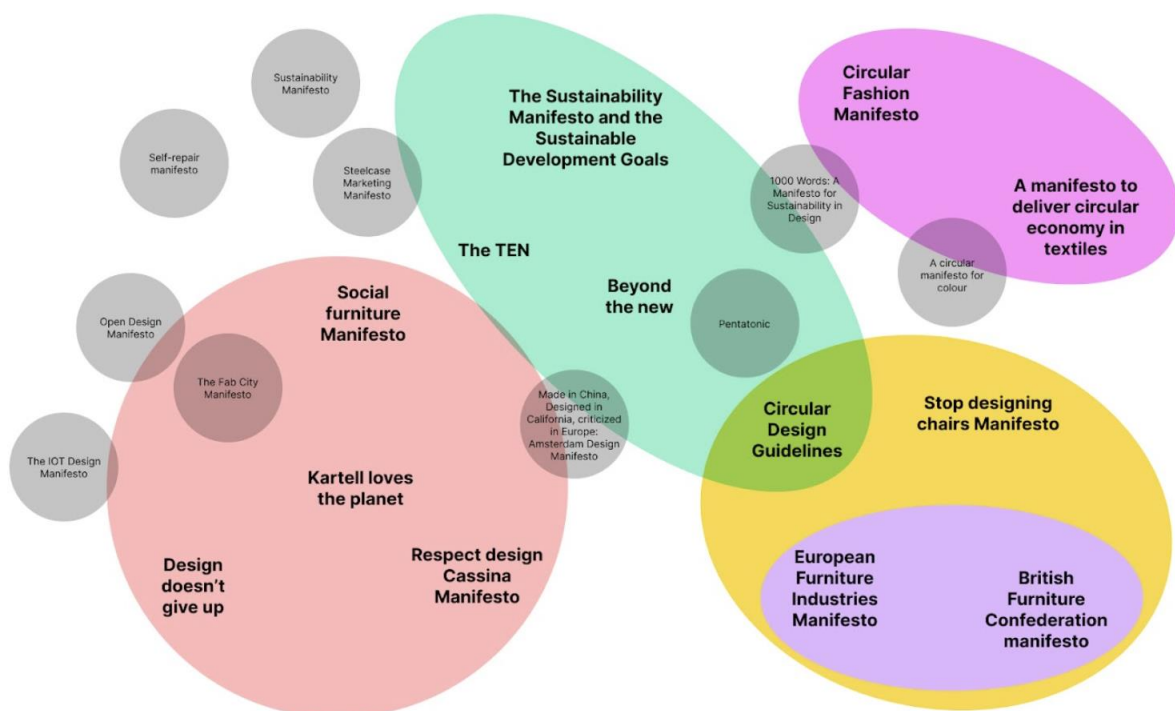 Sustainability
Manifesto
Self-repair
manifesto
Steelcase
Marketing
Manifesto
The Sustainability
Manifesto and the
Sustainable
Development Goals
Circular
Fashion
Manifesto
1000 Words: A
Manifesto for
Sustainability in
Design
A manifesto to
deliver circular
economy in
textiles
The TEN
Beyond
the new
A circular
manifesto for
colour
Social
furniture
Manifesto
Open Design
Manifesto
Pentatonic
The Fab City
Manifesto
Made in China,
Designed in
California, criticized
in Europe:
Amsterdam Design
Manifesto
Circular
Design
Guidelines
Stop designing
chairs Manifesto
The IOT Design
Manifesto
Kartell loves
the planet
Design
doesn’t
give up
Respect design
Cassina
Manifesto
European
Furniture
Industries
Manifesto
British
Furniture
Confederation
manifesto